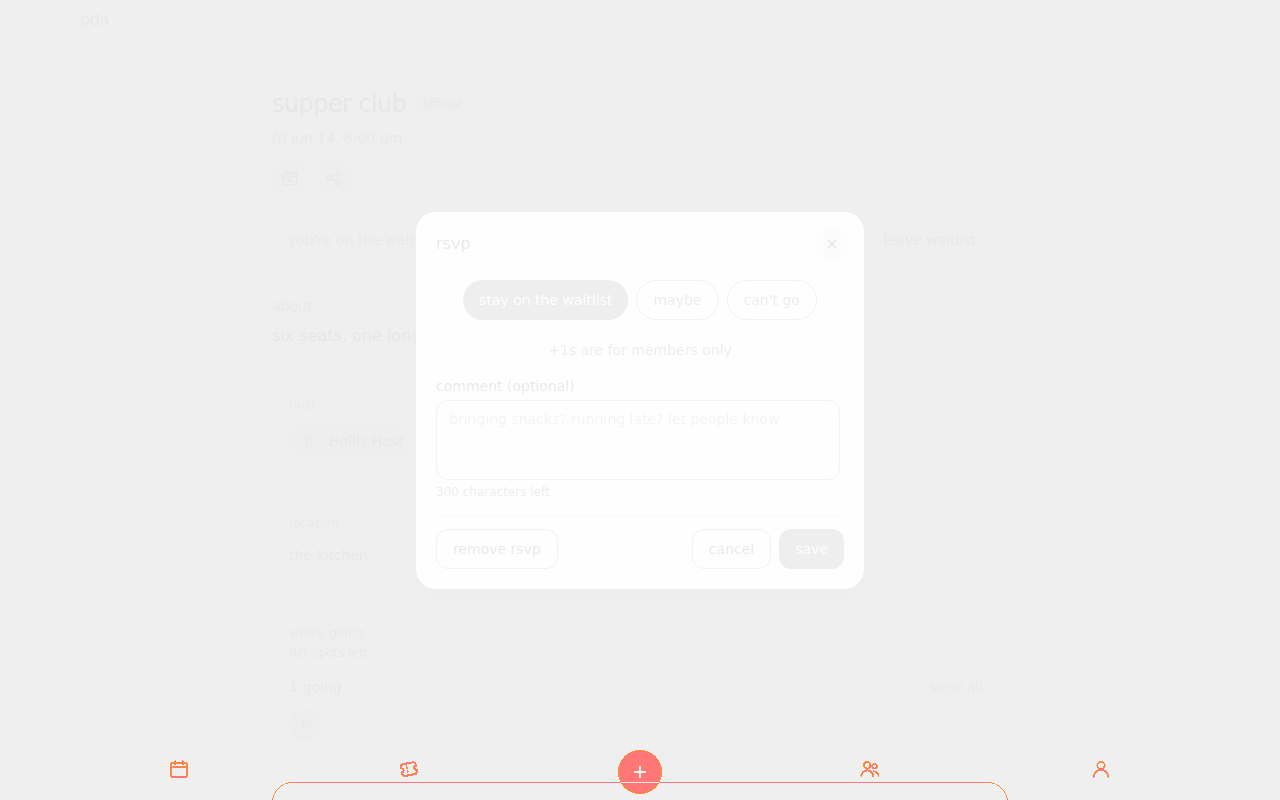 pda
supper club official
fri jun 14, 6:00 pm
you're on the wait
leave waitlist
about
six seats, one long
host
Hollis Host
location
the kitchen
who's going
0/1 spots left
1 going
view all
rsvp
stay on the waitlist
maybe
can't go
+1s are for members only
comment (optional)
bringing snacks? running late? let people know
300 characters left
remove rsvp
cancel
save